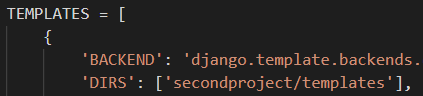 TEMPLATES = [
{
'BACKEND': 'django.template.backends.
'DIRS': ['secondproject/templates'],